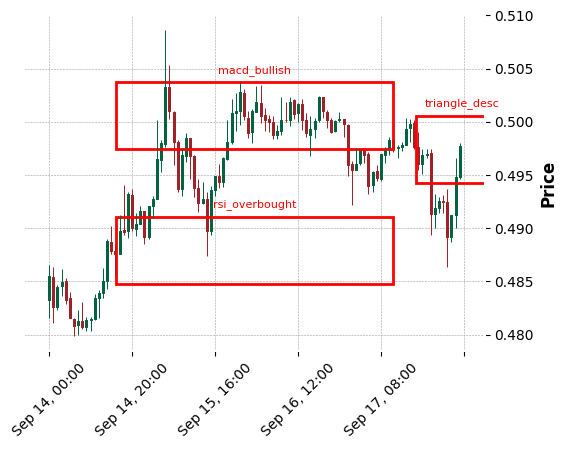 0.510
0.505
0.500
0.495
0.490
0.485
0.480
Price
macd_bullish
triangle_desc
rsi_overbought
Sep 14, 00:00
Sep 14, 20:00
Sep 15, 16:00
Sep 16, 12:00
Sep 17, 08:00